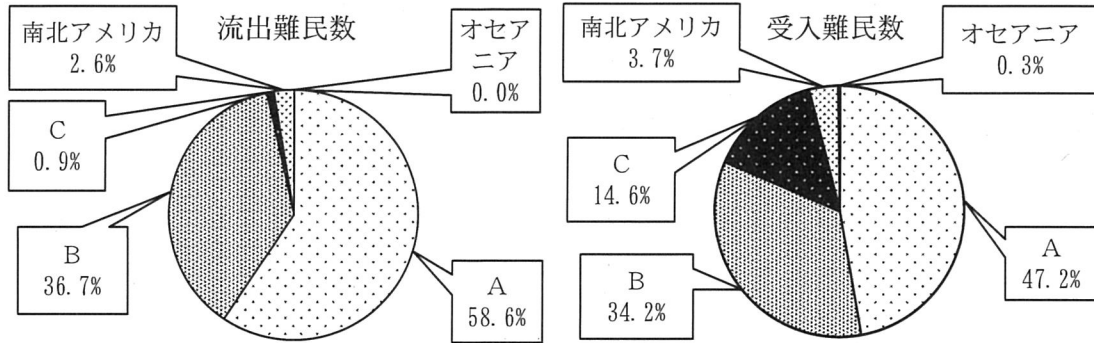 流出難民数
南北アメリカ
2.6%
オセア
ニア
0.0%
C
0.9%
B
36.7%
A
58.6%
受入難民数
南北アメリカ
3.7%
オセアニア
0.3%
C
14.6%
B
34.2%
A
47.2%